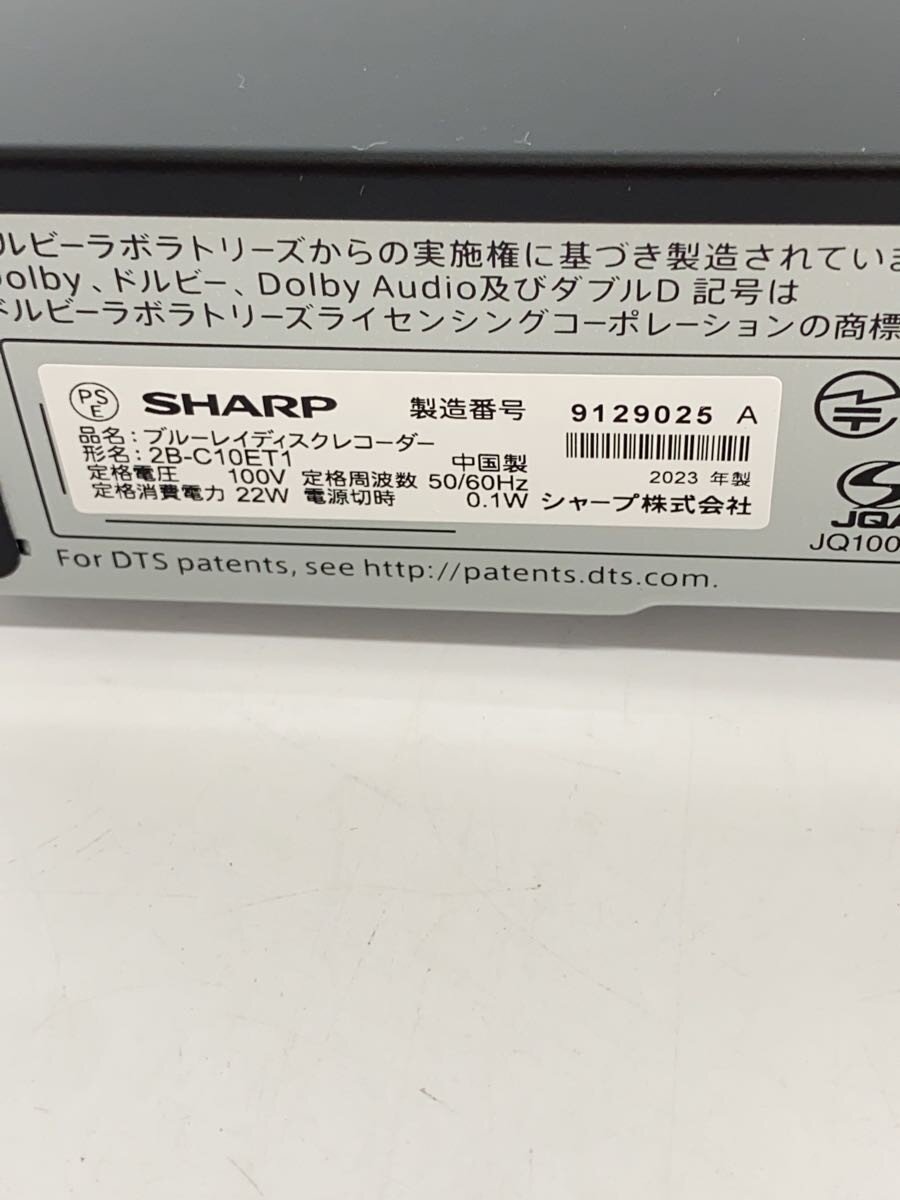 ルビーラボラトリーズからの実施権に基づき製造されていま
Dolby、ドルビー、Dolby Audio及びダブルD 記号は
ドルビーラボラトリーズライセンシングコーポレーションの商標
PS E SHARP 製造番号 9129025 A
品名:ブルーレイディスクレコーダー
形名:2B-C10ET1 中国製 2023 年製
定格電圧 100V 定格周波数 50/60Hz
定格消費電力 22W 電源切時 0.1W シャープ株式会社
JQA
JQ100
For DTS patents, see http://patents.dts.com.